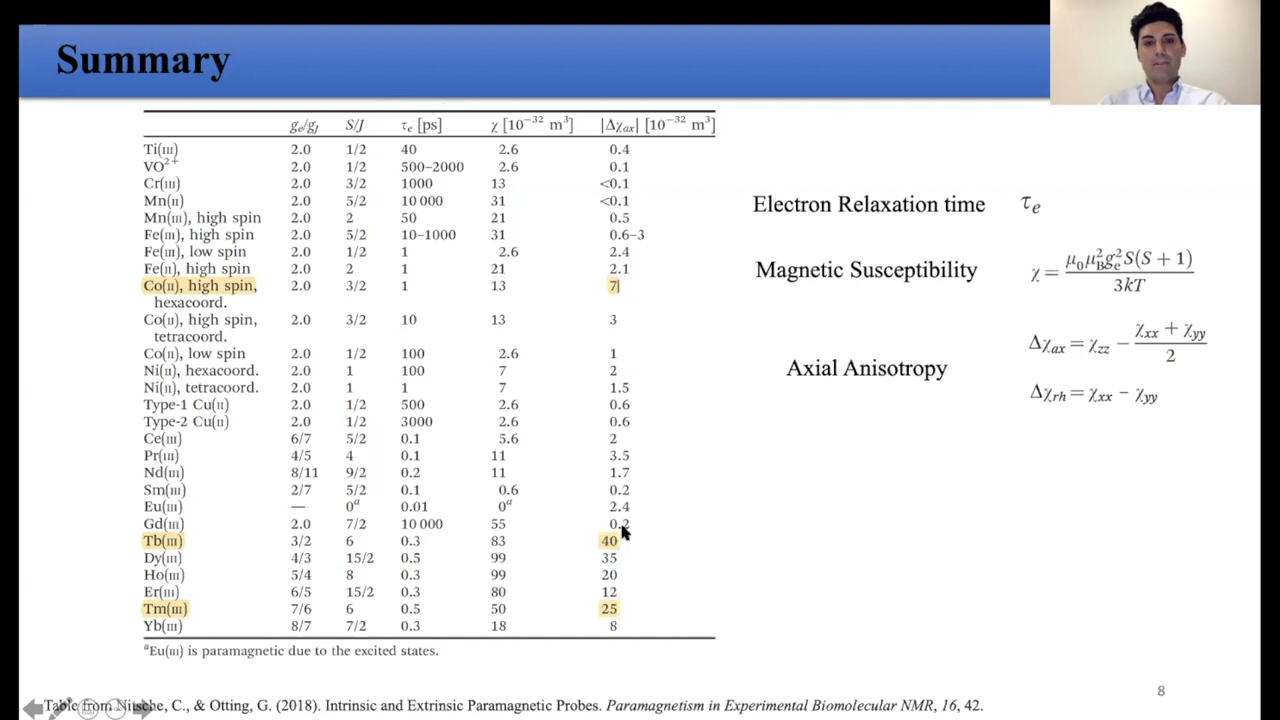 Summary
gₑ/g_J S/J τₑ [ps] χ [10⁻³² m³] |Δχₐₓ| [10⁻³² m³]
Ti(III) 2.0 1/2 40 2.6 0.4
VO²⁺ 2.0 1/2 500–2000 2.6 0.1
Cr(III) 2.0 3/2 1000 13 <0.1
Mn(II) 2.0 5/2 10 000 31 <0.1
Mn(III), high spin 2.0 2 50 21 0.5
Fe(III), high spin 2.0 5/2 10–1000 31 0.6–3
Fe(III), low spin 2.0 1/2 1 2.6 2.4
Fe(II), high spin 2.0 2 1 21 2.1
Co(II), high spin, 2.0 3/2 1 13 7
hexacoord.
Co(II), high spin, 2.0 3/2 10 13 3
tetracoord.
Co(II), low spin 2.0 1/2 100 2.6 1
Ni(II), hexacoord. 2.0 1 100 7 2
Ni(II), tetracoord. 2.0 1 1 7 1.5
Type-1 Cu(II) 2.0 1/2 500 2.6 0.6
Type-2 Cu(II) 2.0 1/2 3000 2.6 0.6
Ce(III) 6/7 5/2 0.1 5.6 2
Pr(III) 4/5 4 0.1 11 3.5
Nd(III) 8/11 9/2 0.2 11 1.7
Sm(III) 2/7 5/2 0.1 0.6 0.2
Eu(III) — 0ᵃ 0.01 0ᵃ 2.4
Gd(III) 2.0 7/2 10 000 55 0.2
Tb(III) 3/2 6 0.3 83 40
Dy(III) 4/3 15/2 0.5 99 35
Ho(III) 5/4 8 0.3 99 20
Er(III) 6/5 15/2 0.3 80 12
Tm(III) 7/6 6 0.5 50 25
Yb(III) 8/7 7/2 0.3 18 8
ᵃEu(III) is paramagnetic due to the excited states.
Electron Relaxation time τₑ
Magnetic Susceptibility χ = μ₀μ_B²gₑ²S(S + 1) / 3kT
Axial Anisotropy
Δχₐₓ = χ_zz − (χₓₓ + χ_yy) / 2
Δχ_rh = χₓₓ − χ_yy
8
Table from Nitsche, C., & Otting, G. (2018). Intrinsic and Extrinsic Paramagnetic Probes. Paramagnetism in Experimental Biomolecular NMR, 16, 42.